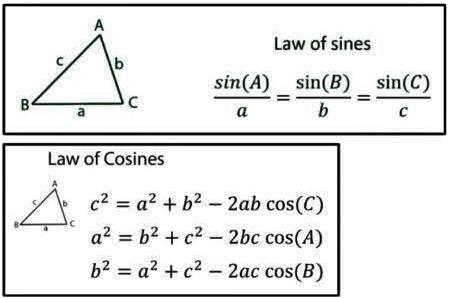 A
c
b
B
a
C
Law of sines
sin(A)/a = sin(B)/b = sin(C)/c
Law of Cosines
A
c
b
B
a
C
c² = a² + b² − 2ab cos(C)
a² = b² + c² − 2bc cos(A)
b² = a² + c² − 2ac cos(B)